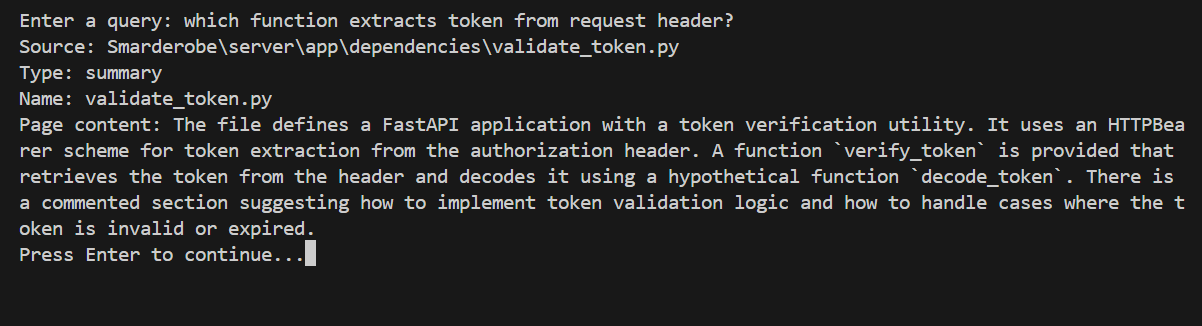 Enter a query: which function extracts token from request header?
Source: Smarderobe\server\app\dependencies\validate_token.py
Type: summary
Name: validate_token.py
Page content: The file defines a FastAPI application with a token verification utility. It uses an HTTPBea
rer scheme for token extraction from the authorization header. A function `verify_token` is provided that
retrieves the token from the header and decodes it using a hypothetical function `decode_token`. There is
a commented section suggesting how to implement token validation logic and how to handle cases where the t
oken is invalid or expired.
Press Enter to continue...